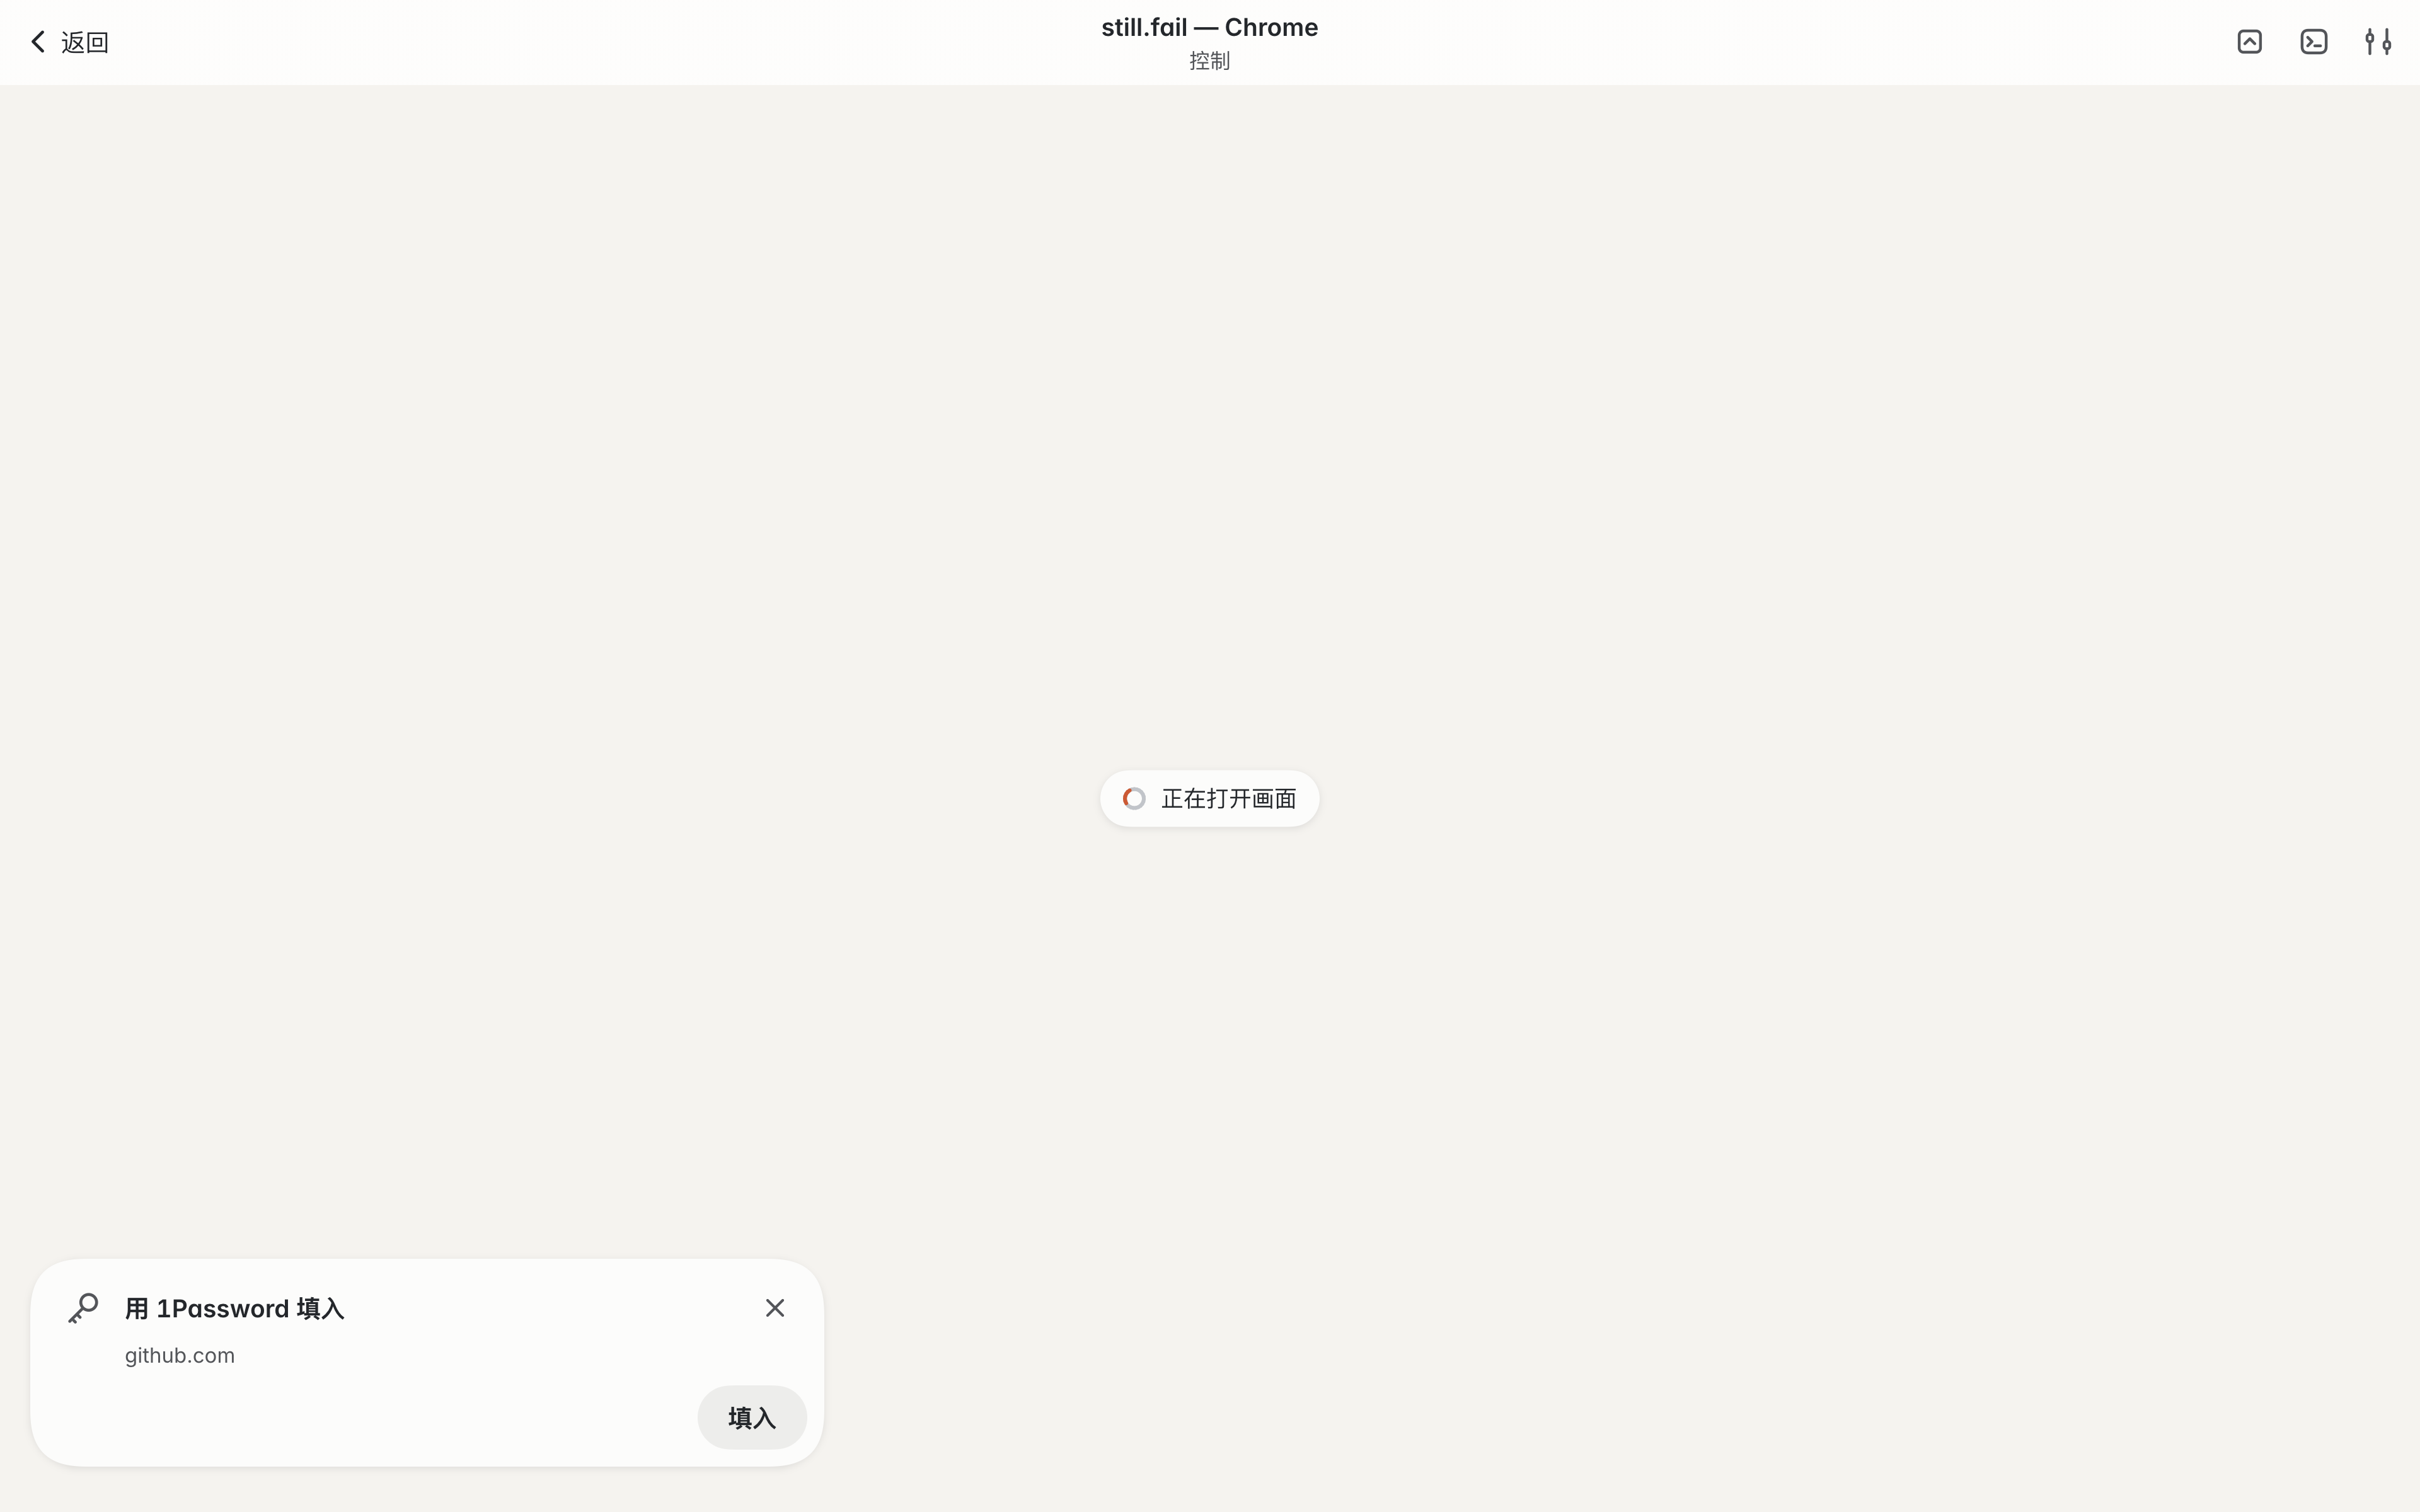 返回
still.fail — Chrome
控制
正在打开画面
用 1Password 填入
github.com
填入